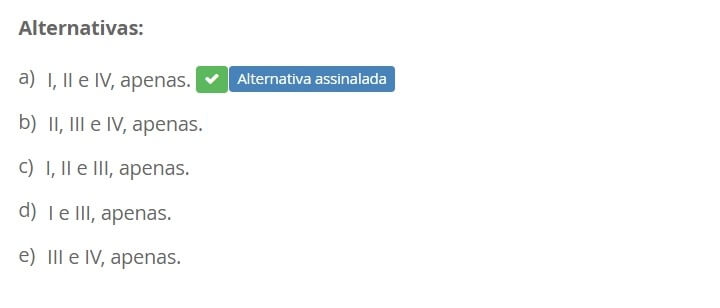 Alternativas:
a) I, II e IV, apenas. Alternativa assinalada
b) II, III e IV, apenas.
c) I, II e III, apenas.
d) I e III, apenas.
e) III e IV, apenas.